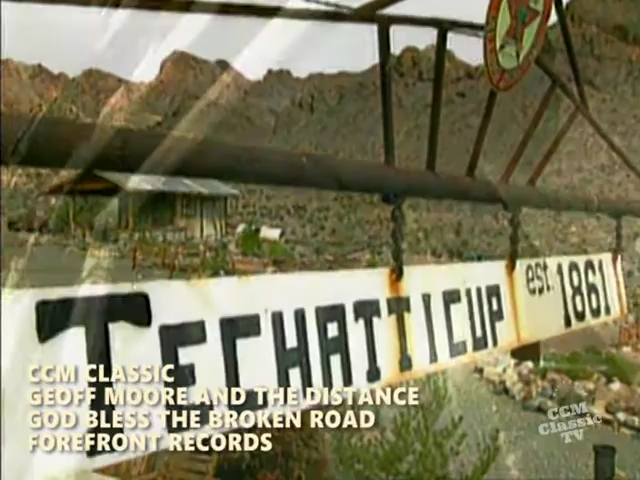 TECHATTICUP est. 1861
CCM CLASSIC
GEOFF MOORE AND THE DISTANCE
GOD BLESS THE BROKEN ROAD
FOREFRONT RECORDS
CCM
Classic
TV